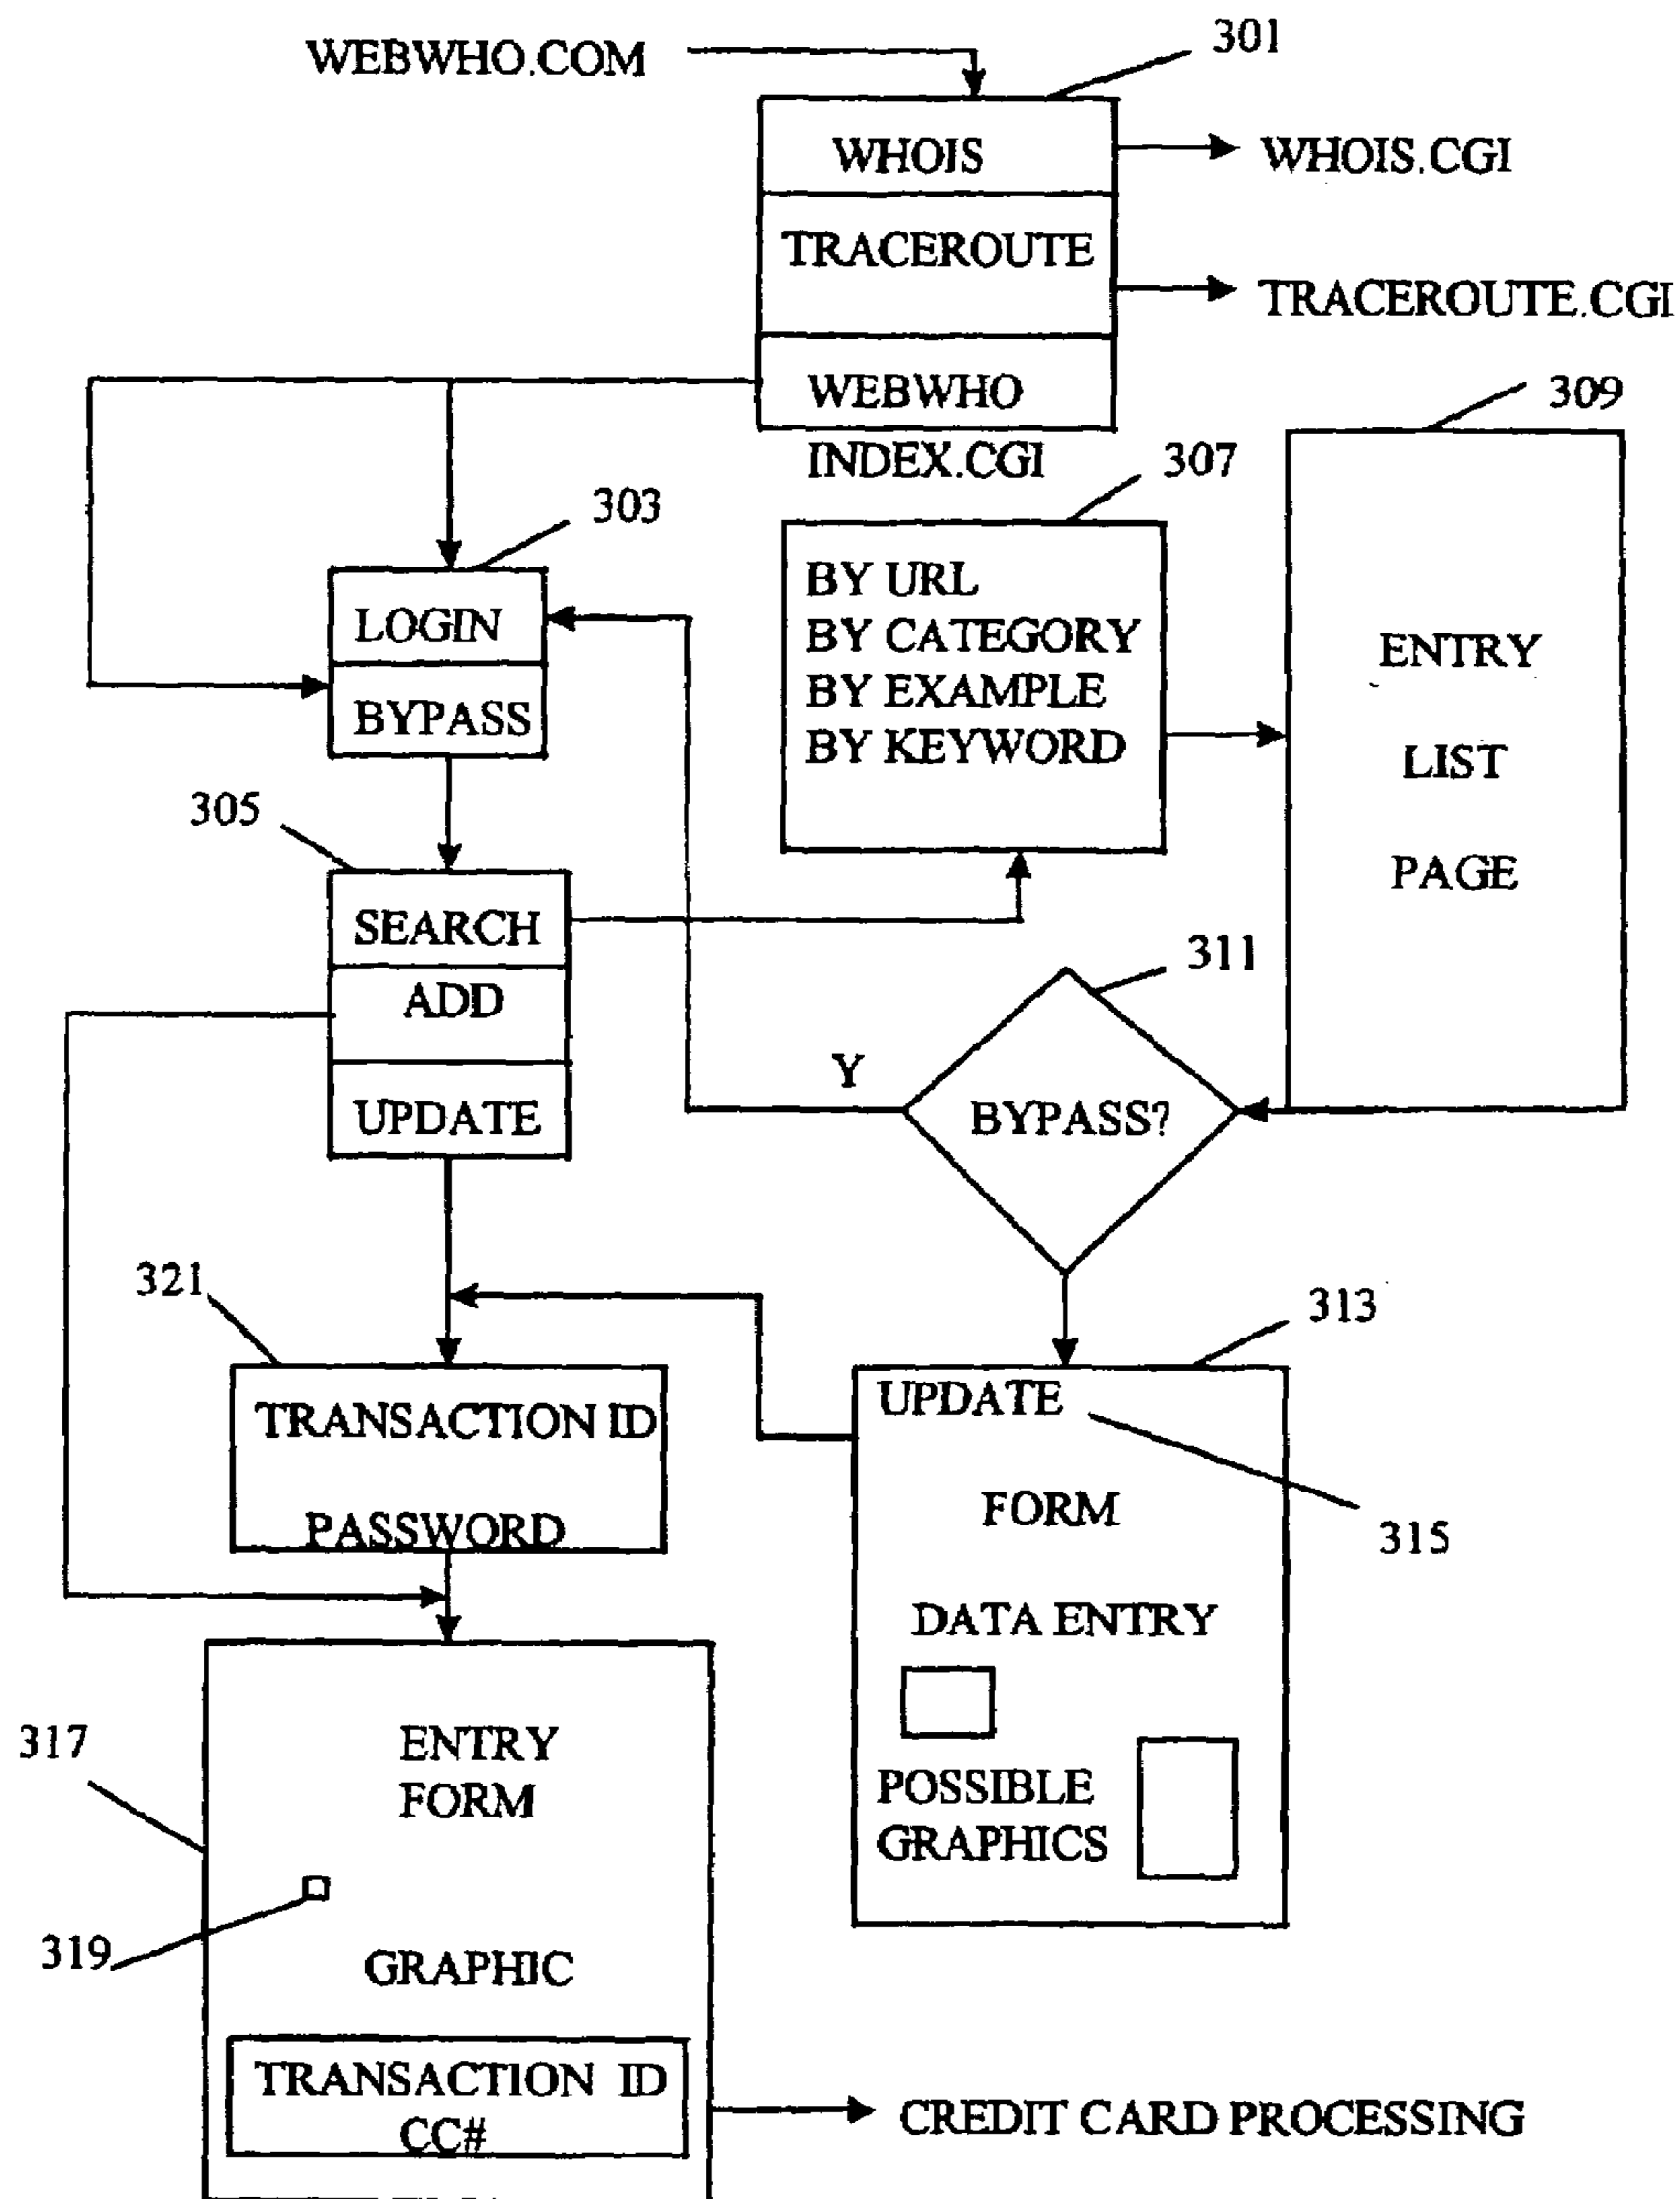 WEBWHO.COM
301
WHOIS
WHOIS.CGI
TRACEROUTE
TRACEROUTE.CGI
WEBWHO
INDEX.CGI
309
307
303
BY URL
BY CATEGORY
BY EXAMPLE
BY KEYWORD
LOGIN
BYPASS
ENTRY
LIST
PAGE
305
SEARCH
ADD
UPDATE
311
Y
BYPASS?
321
313
TRANSACTION ID
PASSWORD
UPDATE
FORM
315
DATA ENTRY
POSSIBLE
GRAPHICS
317
ENTRY
FORM
319
GRAPHIC
TRANSACTION ID
CC#
CREDIT CARD PROCESSING